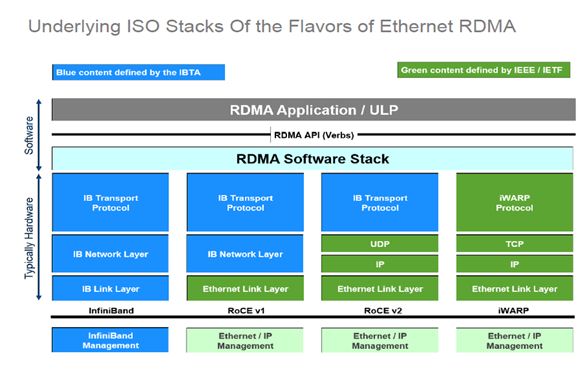 Underlying ISO Stacks Of the Flavors of Ethernet RDMA
Blue content defined by the IBTA
Green content defined by IEEE / IETF
Software
RDMA Application / ULP
RDMA API (Verbs)
RDMA Software Stack
Typically Hardware
IB Transport
Protocol
IB Transport
Protocol
IB Transport
Protocol
iWARP
Protocol
IB Network Layer
IB Network Layer
UDP
TCP
IP
IP
IB Link Layer
Ethernet Link Layer
Ethernet Link Layer
Ethernet Link Layer
InfiniBand
RoCE v1
RoCE v2
iWARP
InfiniBand
Management
Ethernet / IP
Management
Ethernet / IP
Management
Ethernet / IP
Management